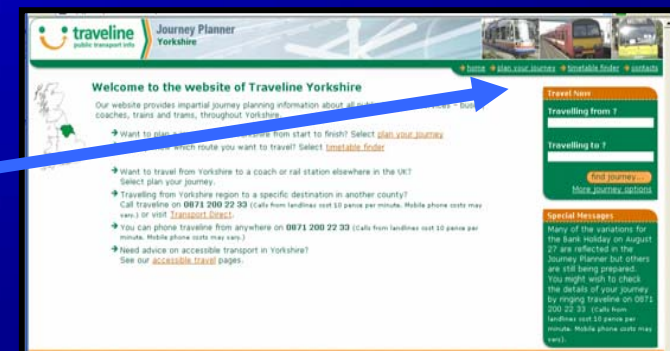 traveline
public transport info
Journey Planner
Yorkshire
home plan your journey timetable finder contacts
Welcome to the website of Traveline Yorkshire
Our website provides impartial journey planning information about all
coaches, trains and trams, throughout Yorkshire.
Want to plan a from start to finish? Select plan your journey
which route you want to travel? Select timetable finder
Want to travel from Yorkshire to a coach or rail station elsewhere in the UK?
Select plan your journey.
Travelling from Yorkshire region to a specific destination in another county?
Call traveline on 0871 200 22 33 (Calls from landlines cost 10 pence per minute. Mobile phone costs may
vary.) or visit Transport Direct.
You can phone traveline from anywhere on 0871 200 22 33 (Calls from landlines cost 10 pence per
minute. Mobile phone costs may vary.)
Need advice on accessible transport in Yorkshire?
See our accessible travel pages.
Travel Now
Travelling from ?
Travelling to ?
find journey...
More journey options
Special Messages
Many of the variations for
the Bank Holiday on August
27 are reflected in the
Journey Planner but others
are still being prepared.
You might wish to check
the details of your journey
by ringing traveline on 0871
200 22 33 (Calls from
landlines cost 10 pence per
minute. Mobile phone costs may
vary).